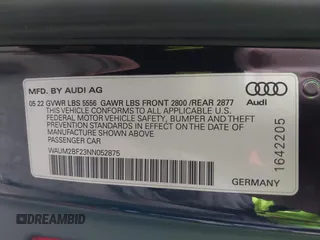 MFD. BY AUDI AG
Audi
05 22 GVWR LBS 5556 GAWR LBS FRONT 2800 /REAR 2877
THIS VEHICLE CONFORMS TO ALL APPLICABLE U.S.
FEDERAL MOTOR VEHICLE SAFETY, BUMPER AND THEFT
PREVENTION STANDARDS IN EFFECT ON THE DATE OF
MANUFACTURE SHOWN ABOVE.
PASSENGER CAR
WAUM2BF23NN052875
1642205
DREAMBID